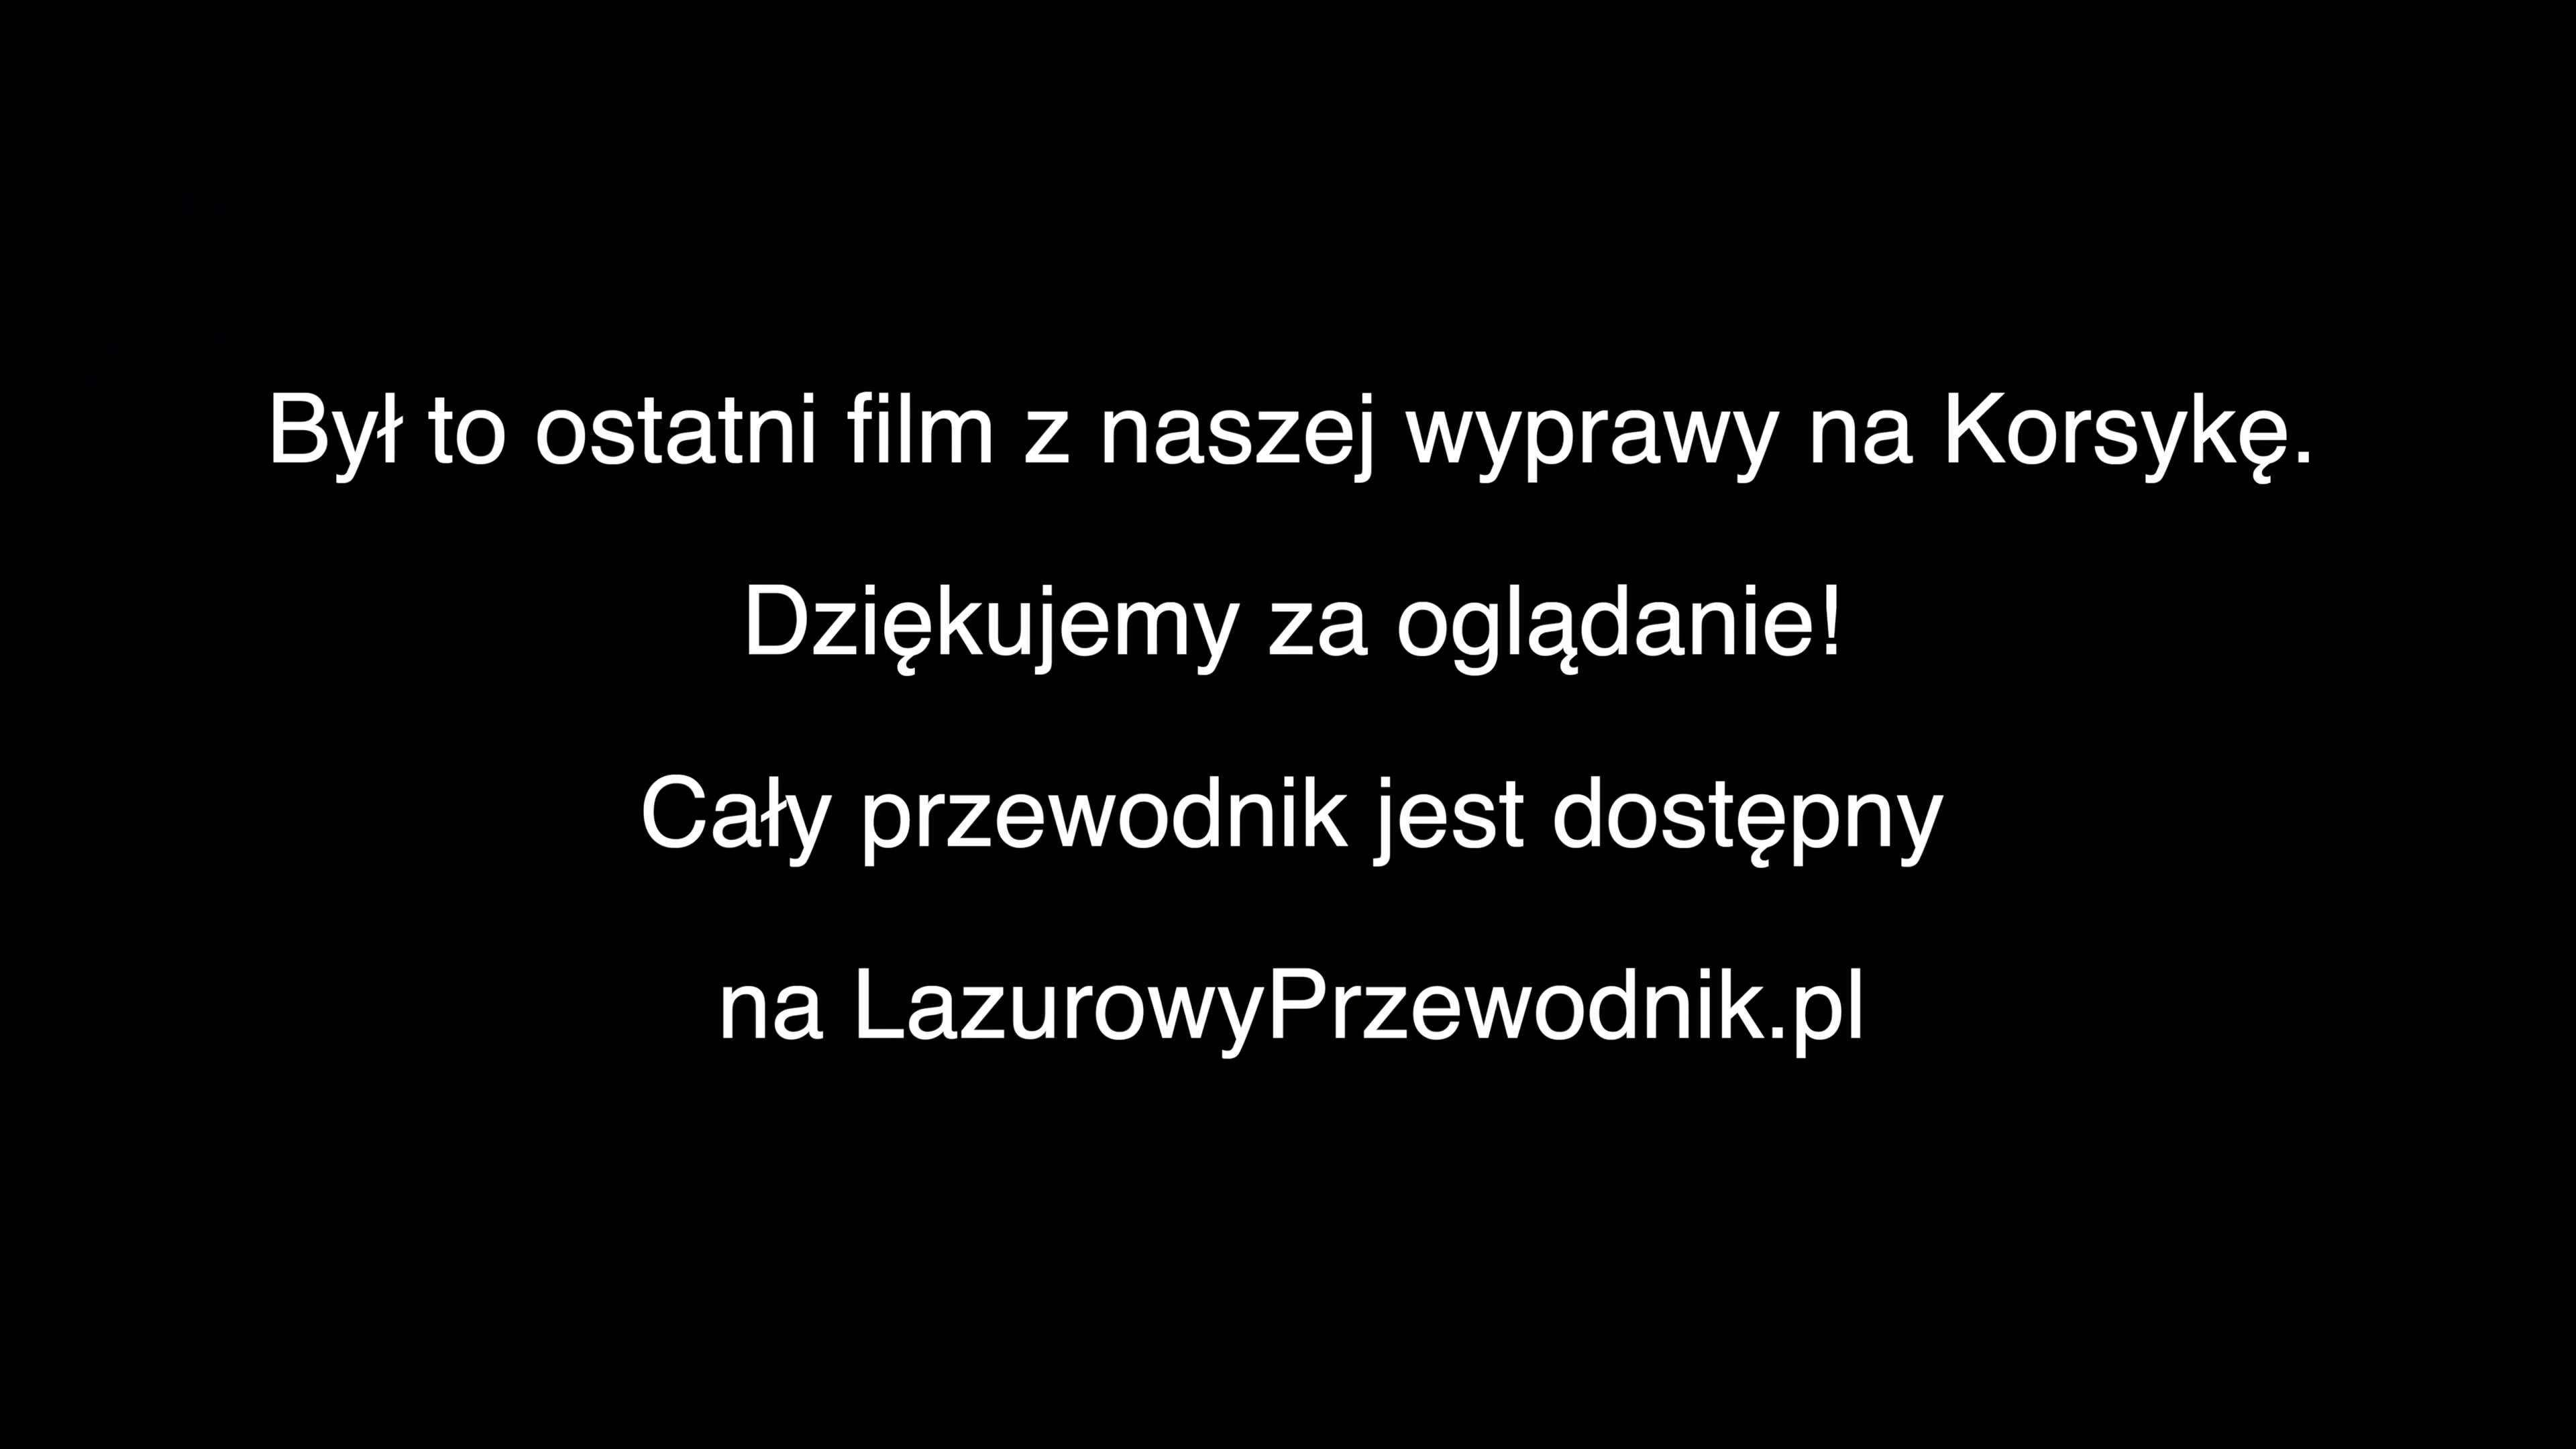 Był to ostatni film z naszej wyprawy na Korsykę.
Dziękujemy za oglądanie!
Cały przewodnik jest dostępny
na LazurowyPrzewodnik.pl